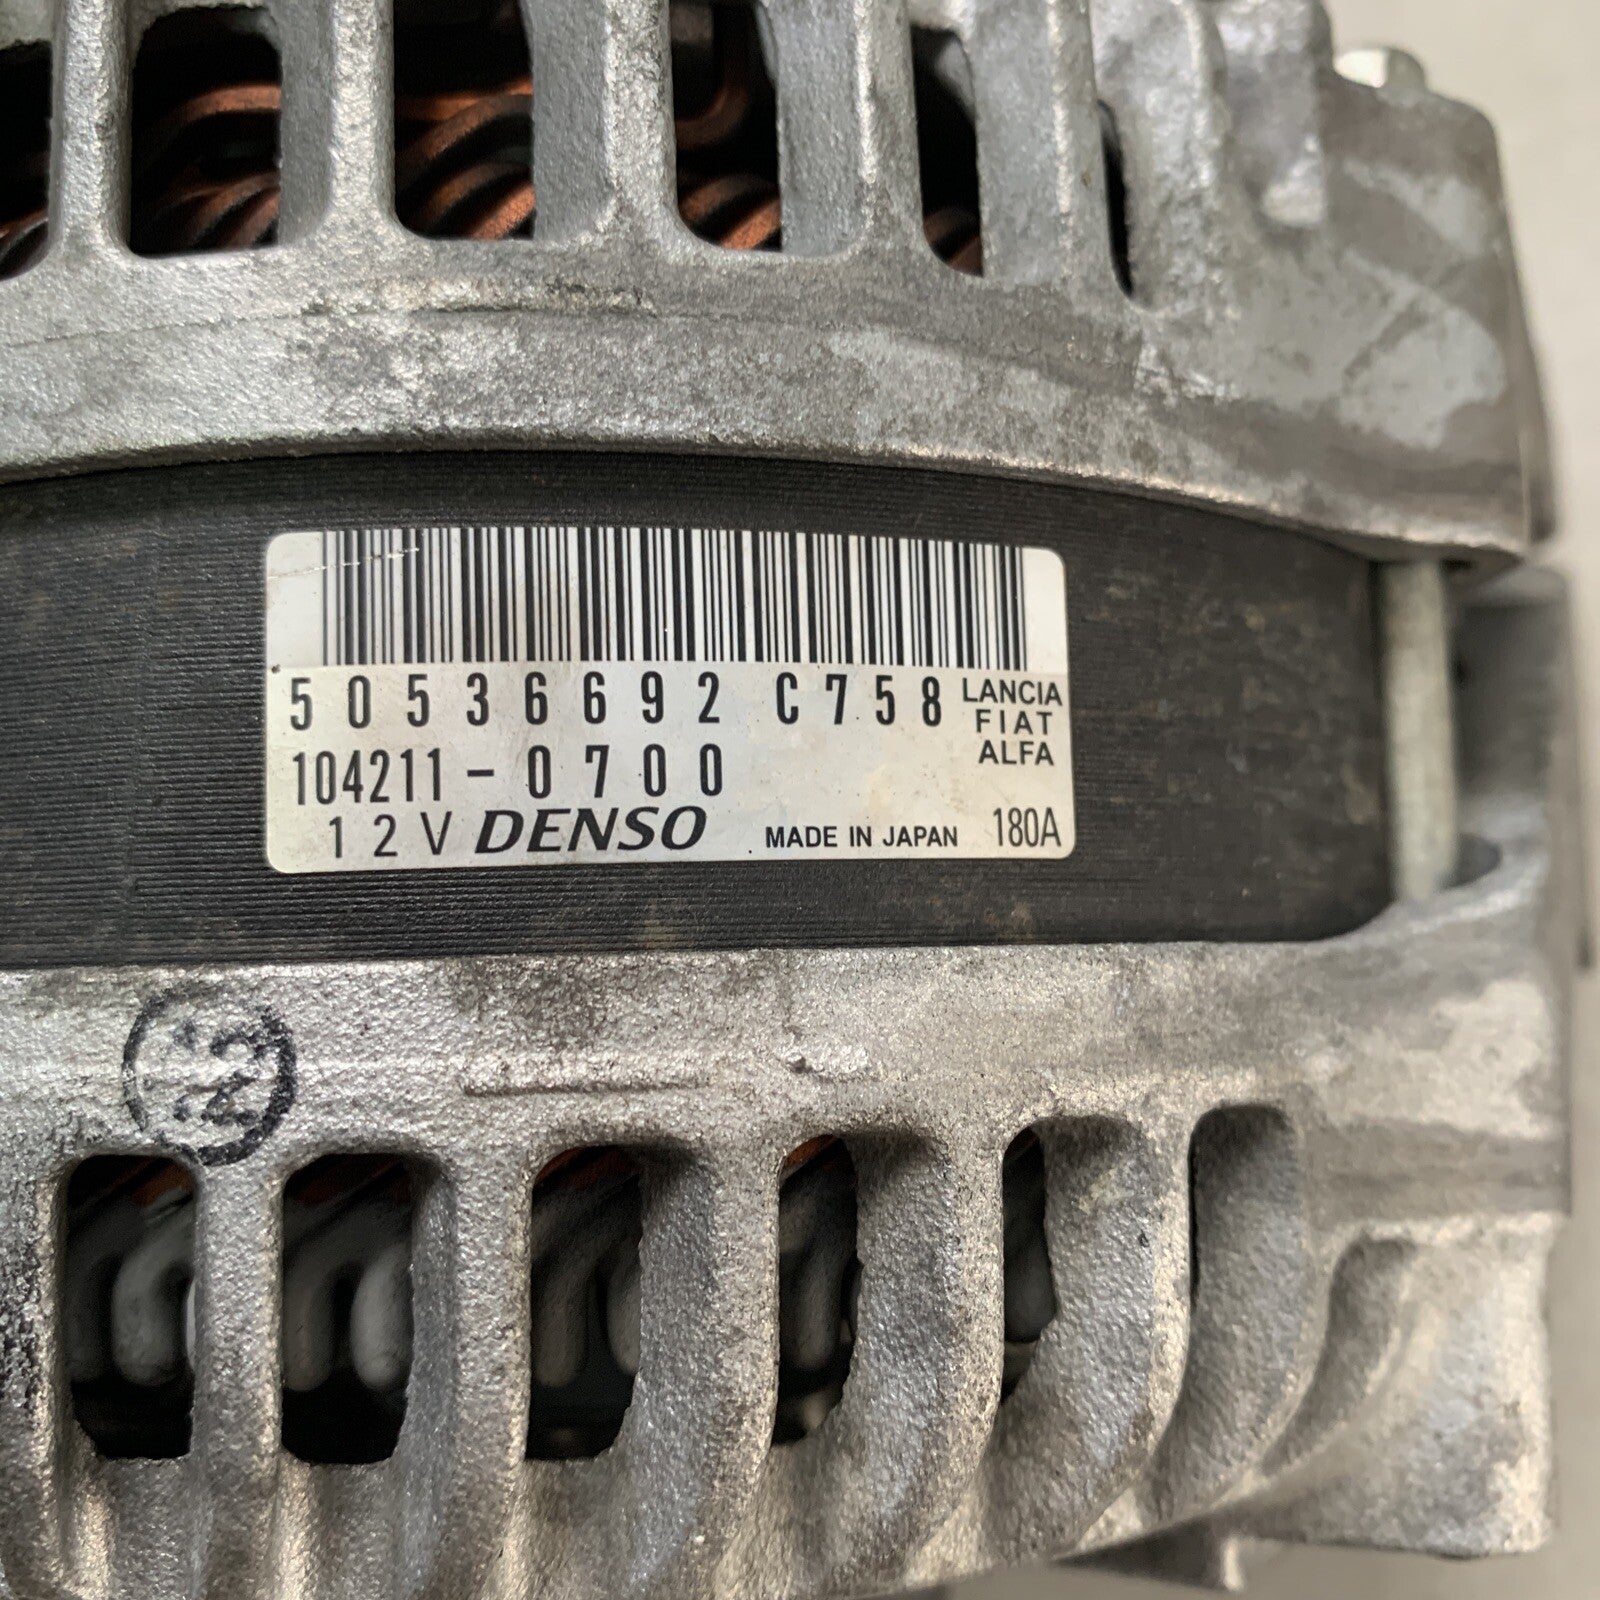 50536692 C758 LANCIA
FIAT
ALFA
104211-0700
12V DENSO MADE IN JAPAN 180A